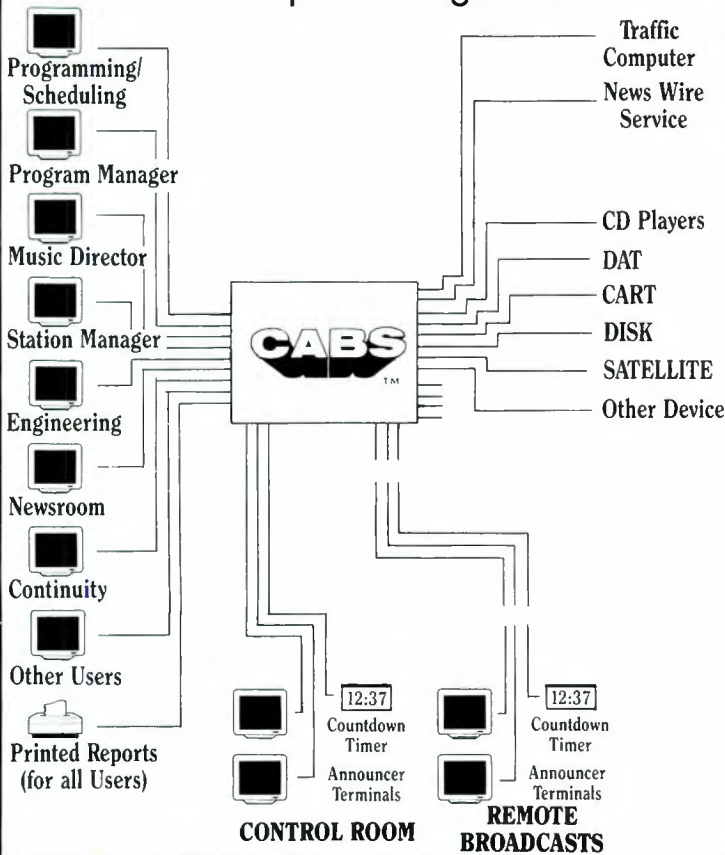 Programming/
Scheduling
Program Manager
Music Director
Station Manager
Engineering
Newsroom
Continuity
Other Users
Printed Reports
(for all Users)
CABS
TM
Traffic
Computer
News Wire
Service
CD Players
DAT
CART
DISK
SATELLITE
Other Device
12:37
Countdown
Timer
Announcer
Terminals
CONTROL ROOM
12:37
Countdown
Timer
Announcer
Terminals
REMOTE
BROADCASTS